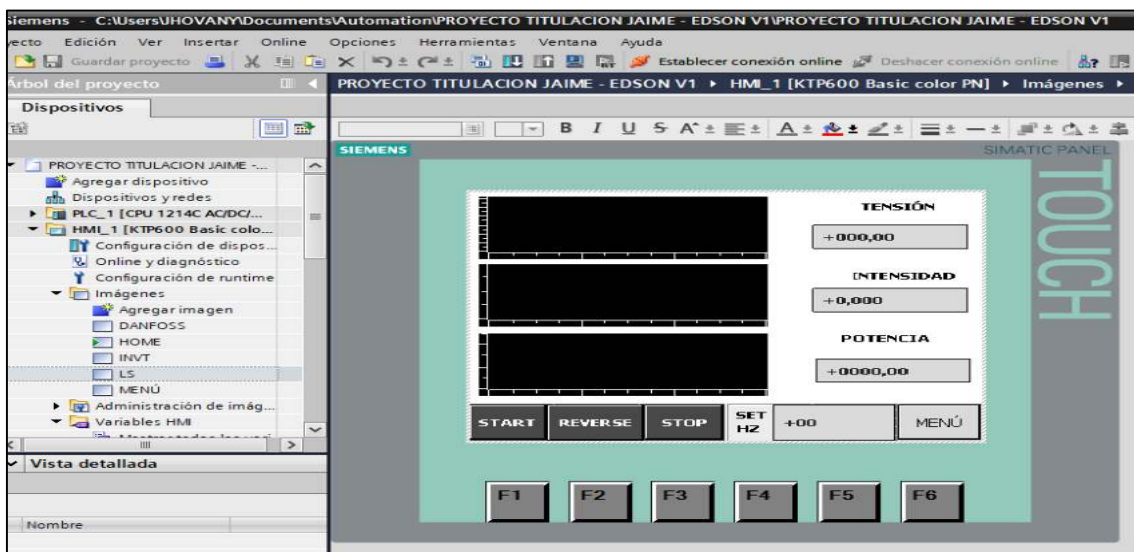 Siemens - C:\Users\JHOVANY\Documents\Automation\PROYECTO TITULACION JAIME - EDSON V1\PROYECTO TITULACION JAIME - EDSON V1
yecto Edición Ver Insertar Online Opciones Herramientas Ventana Ayuda
Guardar proyecto Establecer conexión online Deshacer conexión online
Árbol del proyecto
PROYECTO TITULACION JAIME - EDSON V1 HMI_1 [KTP600 Basic color PN] Imágenes
Dispositivos
B I U S A A
PROYECTO TITULACION JAIME -...
Agregar dispositivo
Dispositivos y redes
PLC_1 [CPU 1214C AC/DC/...
HMI_1 [KTP600 Basic colo...
Configuración de dispos...
Online y diagnóstico
Configuración de runtime
Imágenes
Agregar imagen
DANFOSS
HOME
INVT
LS
MENÚ
Administración de imág...
Variables HMI
Vista detallada
Nombre
SIEMENS
SIMATIC PANEL
TOUCH
TENSIÓN
+000,00
INTENSIDAD
+0,000
POTENCIA
+0000,00
START REVERSE STOP SET HZ +00 MENÚ
F1 F2 F3 F4 F5 F6